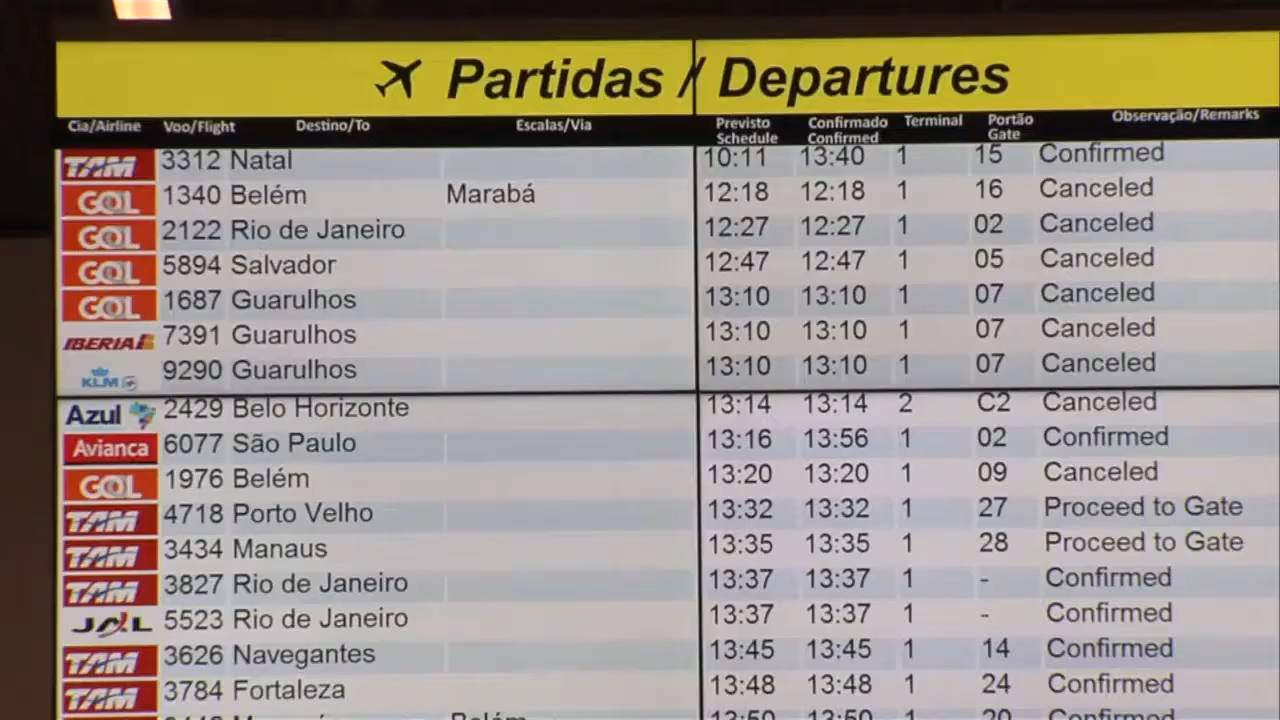 Partidas / Departures
Cia/Airline Voo/Flight Destino/To Escalas/Via Previsto Schedule Confirmado Confirmed Terminal Portão Gate Observação/Remarks
TAM 3312 Natal 10:11 13:40 1 15 Confirmed
GOL 1340 Belém Marabá 12:18 12:18 1 16 Canceled
GOL 2122 Rio de Janeiro 12:27 12:27 1 02 Canceled
GOL 5894 Salvador 12:47 12:47 1 05 Canceled
GOL 1687 Guarulhos 13:10 13:10 1 07 Canceled
IBERIA 7391 Guarulhos 13:10 13:10 1 07 Canceled
KLM 9290 Guarulhos 13:10 13:10 1 07 Canceled
Azul 2429 Belo Horizonte 13:14 13:14 2 C2 Canceled
Avianca 6077 São Paulo 13:16 13:56 1 02 Confirmed
GOL 1976 Belém 13:20 13:20 1 09 Canceled
TAM 4718 Porto Velho 13:32 13:32 1 27 Proceed to Gate
TAM 3434 Manaus 13:35 13:35 1 28 Proceed to Gate
TAM 3827 Rio de Janeiro 13:37 13:37 1 - Confirmed
JAL 5523 Rio de Janeiro 13:37 13:37 1 - Confirmed
TAM 3626 Navegantes 13:45 13:45 1 14 Confirmed
TAM 3784 Fortaleza 13:48 13:48 1 24 Confirmed
Belém 13:50 13:50 1 20 Confirmed